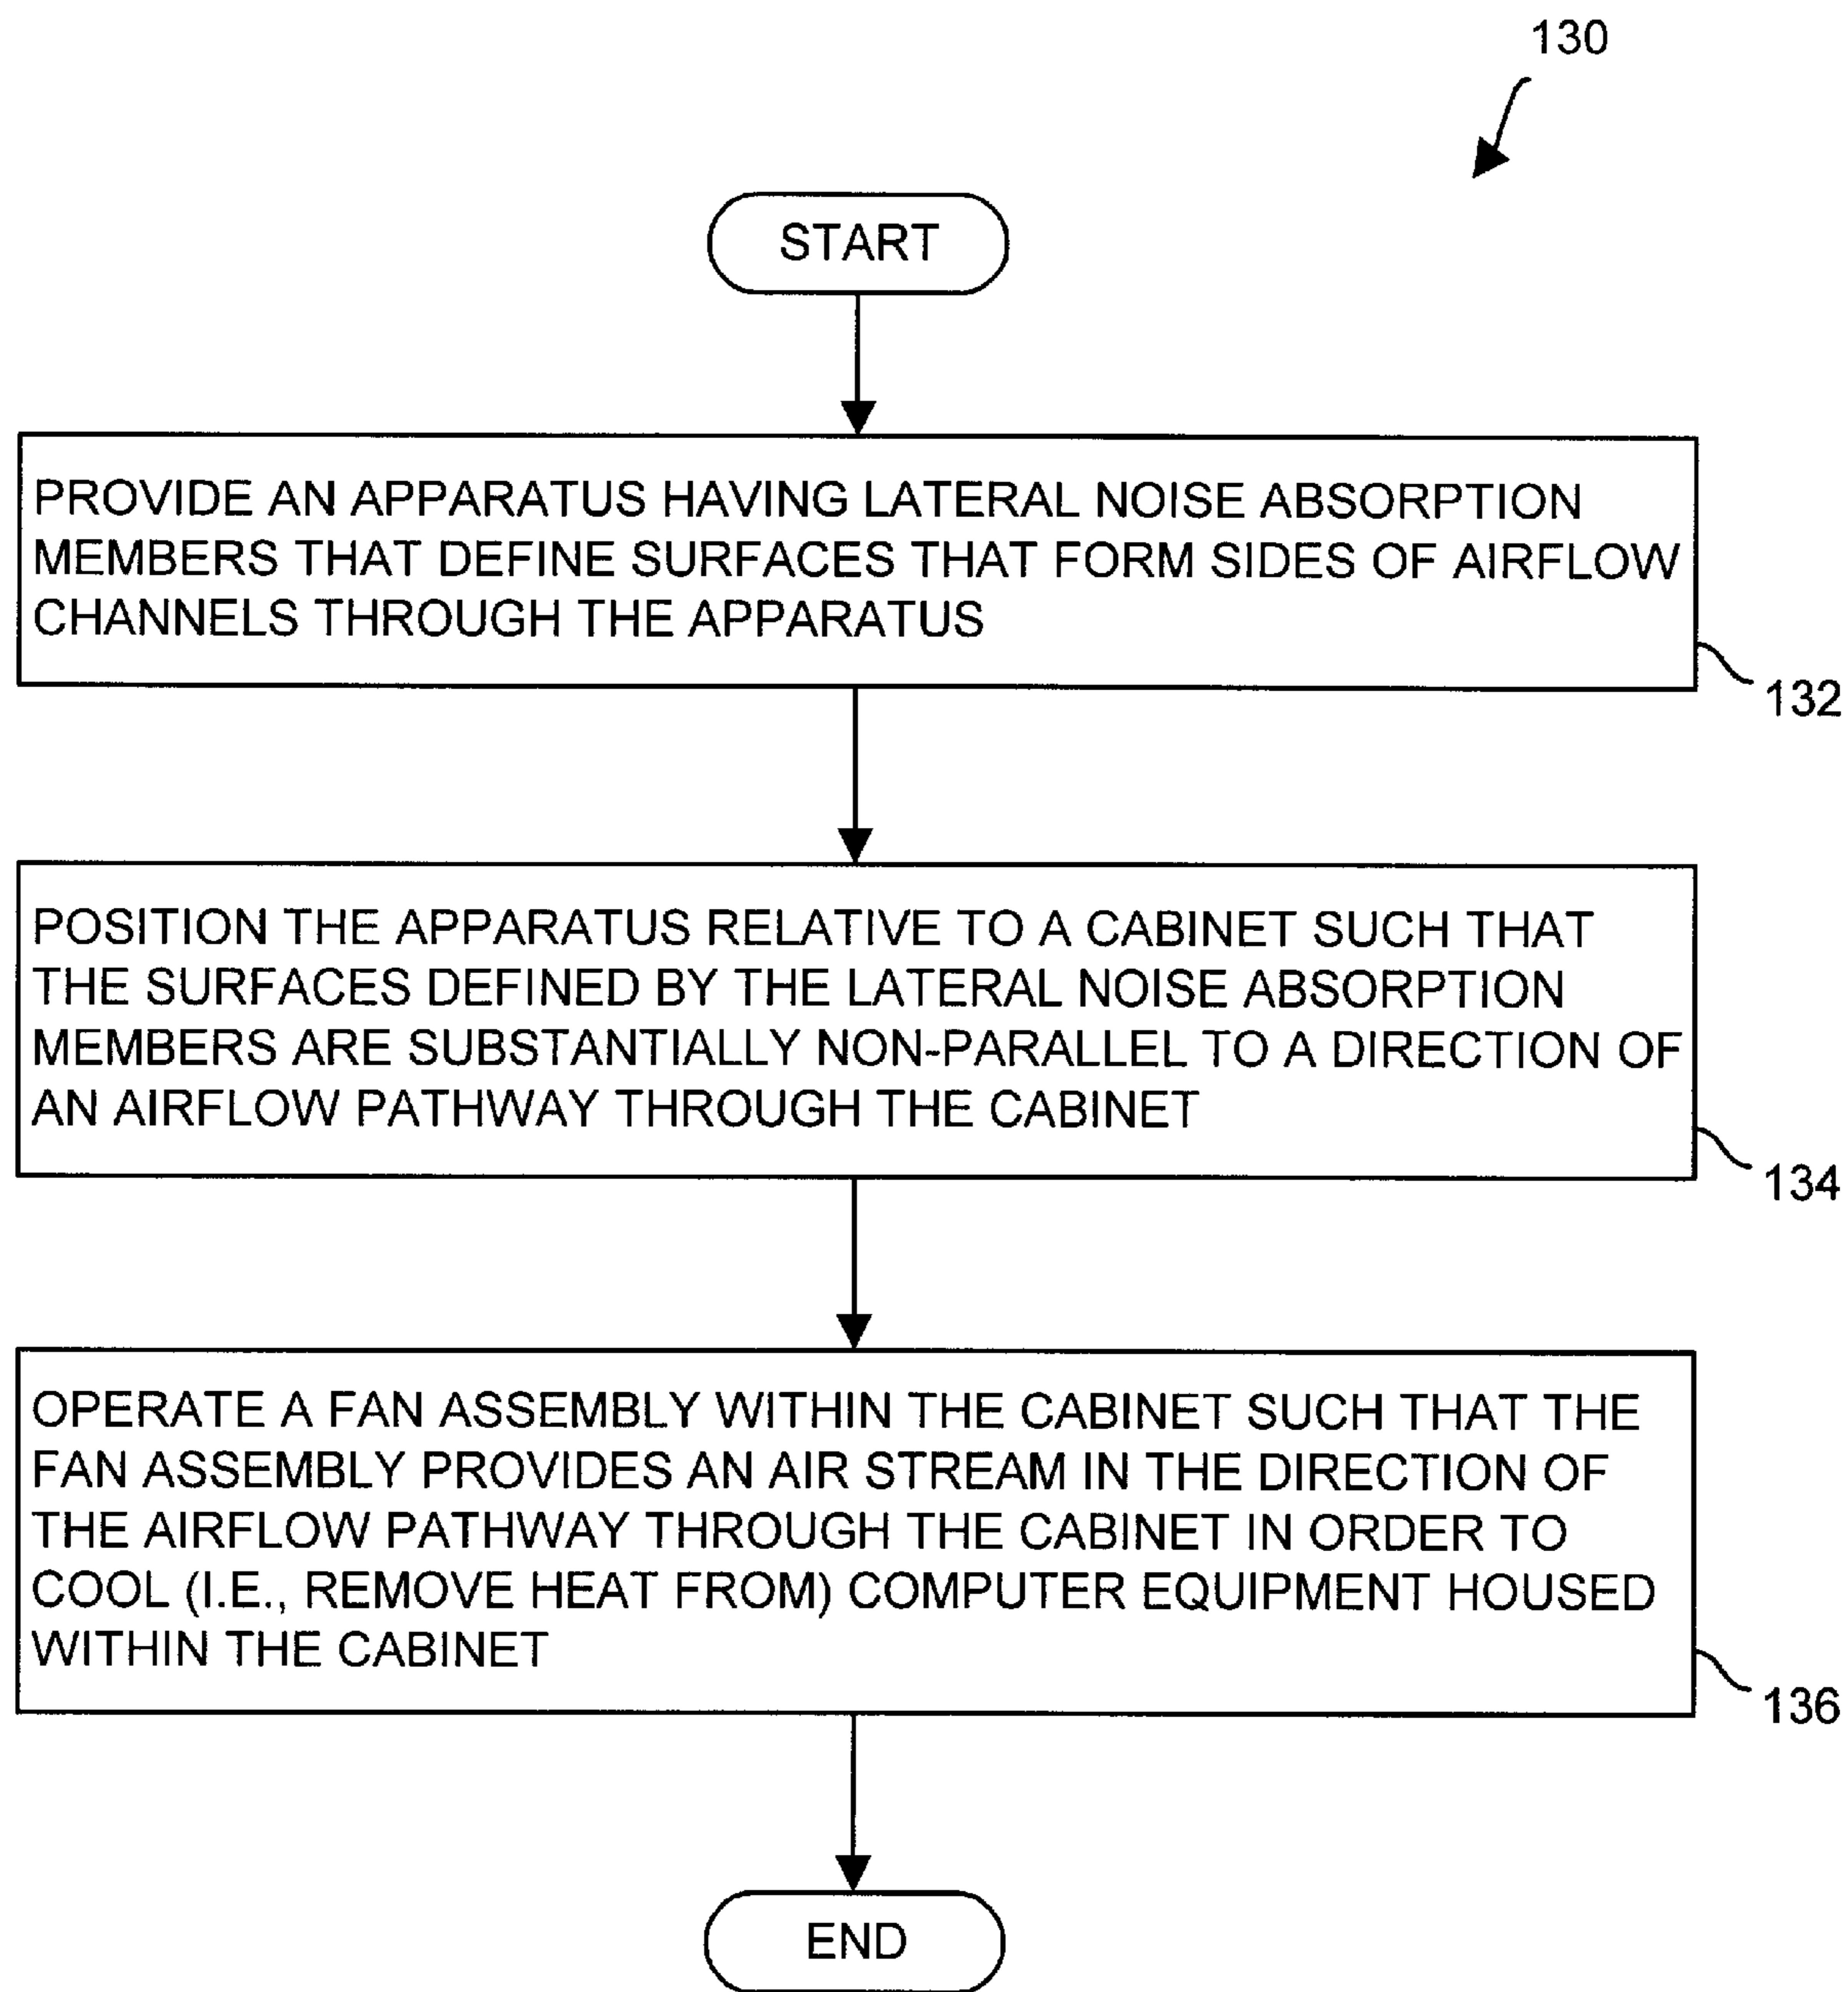 130
START
PROVIDE AN APPARATUS HAVING LATERAL NOISE ABSORPTION
MEMBERS THAT DEFINE SURFACES THAT FORM SIDES OF AIRFLOW
CHANNELS THROUGH THE APPARATUS
132
POSITION THE APPARATUS RELATIVE TO A CABINET SUCH THAT
THE SURFACES DEFINED BY THE LATERAL NOISE ABSORPTION
MEMBERS ARE SUBSTANTIALLY NON-PARALLEL TO A DIRECTION OF
AN AIRFLOW PATHWAY THROUGH THE CABINET
134
OPERATE A FAN ASSEMBLY WITHIN THE CABINET SUCH THAT THE
FAN ASSEMBLY PROVIDES AN AIR STREAM IN THE DIRECTION OF
THE AIRFLOW PATHWAY THROUGH THE CABINET IN ORDER TO
COOL (I.E., REMOVE HEAT FROM) COMPUTER EQUIPMENT HOUSED
WITHIN THE CABINET
136
END